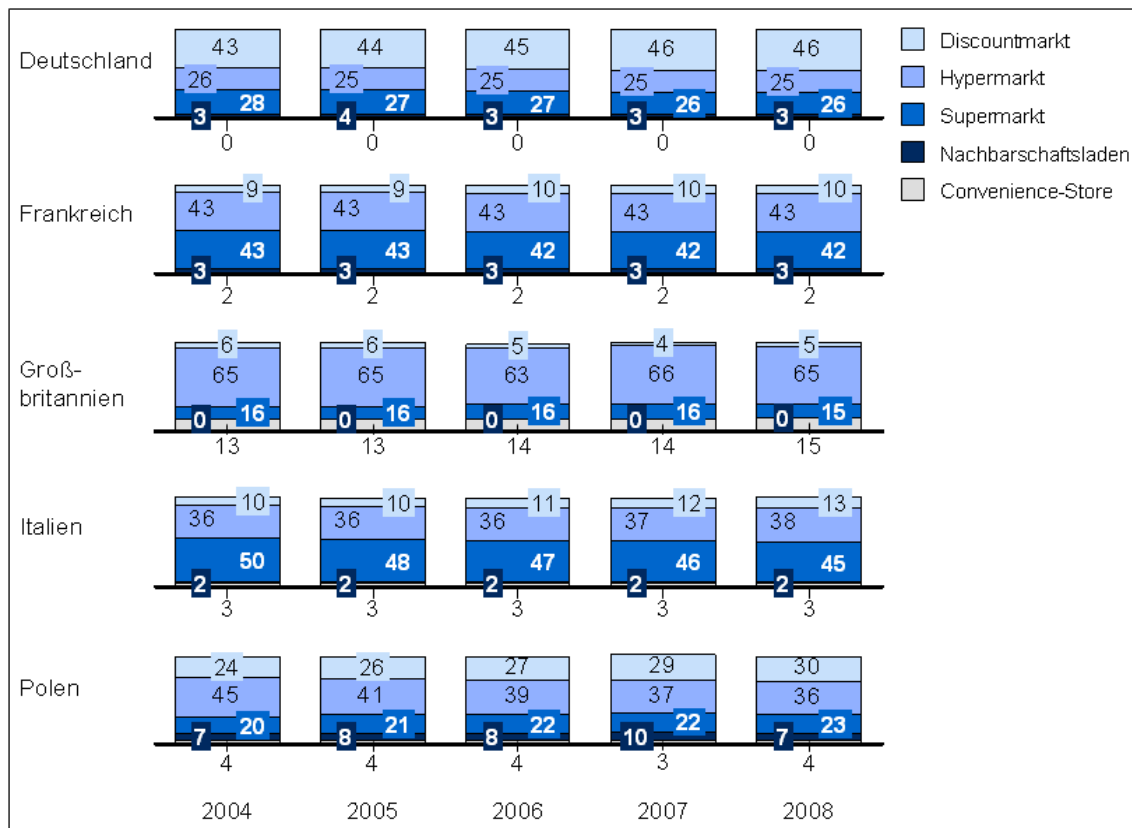 43 44 45 46 46
Deutschland
26 25 25 25 25
28 27 27 26 26
3 4 3 3 3
0 0 0 0 0
Discountmarkt
Hypermarkt
Supermarkt
Nachbarschaftsladen
Convenience-Store
9 9 10 10 10
Frankreich
43 43 43 43 43
43 43 42 42 42
3 3 3 3 3
2 2 2 2 2
6 6 5 4 5
Groß-
britannien
65 65 63 66 65
16 16 16 16 15
0 0 0 0 0
13 13 14 14 15
10 10 11 12 13
Italien
36 36 36 37 38
50 48 47 46 45
2 2 2 2 2
3 3 3 3 3
24 26 27 29 30
Polen
45 41 39 37 36
20 21 22 22 23
7 8 8 10 7
4 4 4 3 4
2004 2005 2006 2007 2008